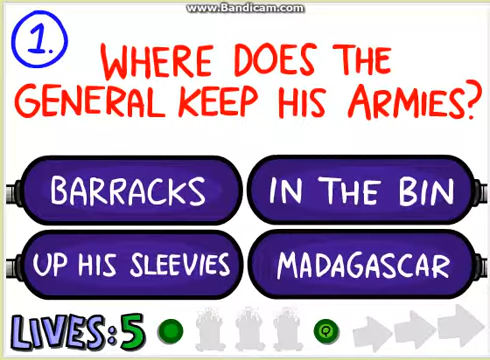 www.Bandicam.com
1.
WHERE DOES THE
GENERAL KEEP HIS ARMIES?
BARRACKS
IN THE BIN
UP HIS SLEEVIES
MADAGASCAR
LIVES:5